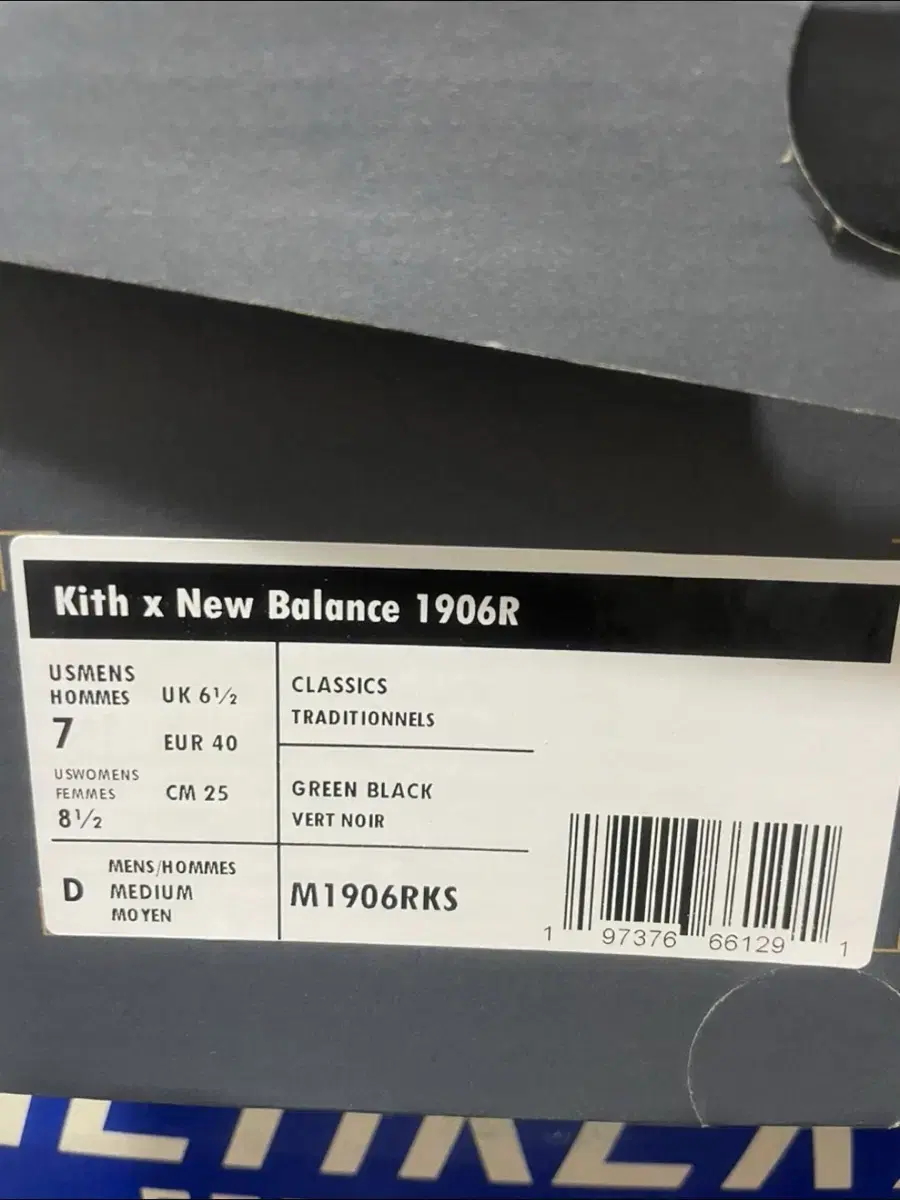 Kith x New Balance 1906R
USMENS
HOMMES
7
UK 6½
EUR 40
CM 25
USWOMENS
FEMMES
8½
D
MENS/HOMMES
MEDIUM
MOYEN
CLASSICS
TRADITIONNELS
GREEN BLACK
VERT NOIR
M1906RKS
1 97376 66129 1